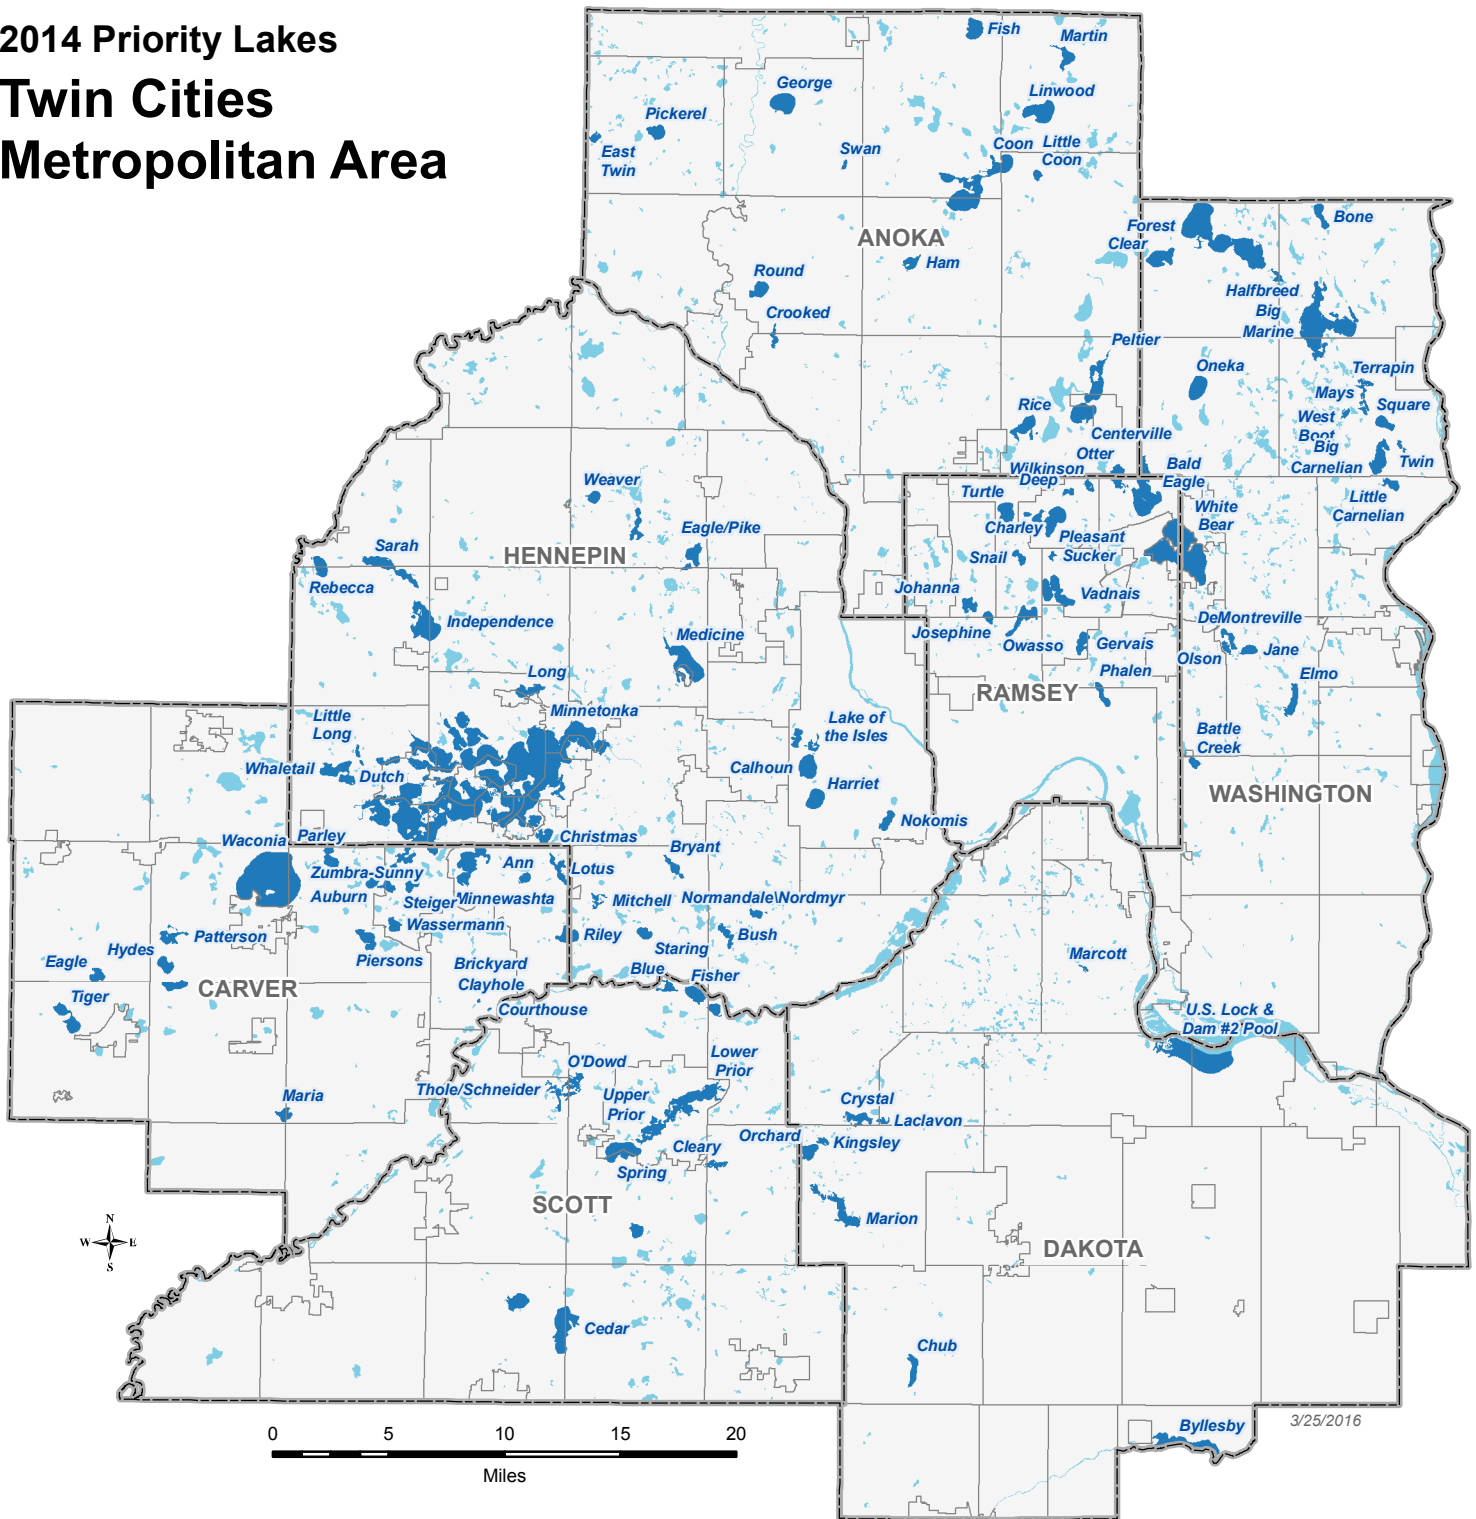 2014 Priority Lakes
Twin Cities
Metropolitan Area
Fish
Martin
George
Linwood
Pickerel
East
Twin
Swan
Coon
Little
Coon
ANOKA
Ham
Round
Crooked
Forest
Clear
Bone
Halfbreed
Big
Marine
Peltier
Oneka
Terrapin
Mays
Square
West
Boot
Big
Carnelian
Twin
Little
Carnelian
Rice
Centerville
Otter
Wilkinson
Deep
Bald
Eagle
Turtle
Charley
Pleasant
White
Bear
Weaver
Eagle/Pike
HENNEPIN
Sarah
Rebecca
Independence
Snail
Sucker
Johanna
Vadnais
Josephine
Owasso
Gervais
Phalen
RAMSEY
DeMontreville
Olson
Jane
Elmo
Battle
Creek
WASHINGTON
Medicine
Long
Minnetonka
Little
Long
Whaletail
Dutch
Lake of
the Isles
Calhoun
Harriet
Nokomis
Christmas
Bryant
Waconia
Parley
Zumbra-Sunny
Auburn
Steiger
Minnewashta
Ann
Lotus
Mitchell
Normandale\Nordmyr
Wassermann
Piersons
Riley
Staring
Bush
Patterson
Hydes
Eagle
Tiger
CARVER
Brickyard
Clayhole
Blue
Fisher
Courthouse
Marcott
U.S. Lock &
Dam #2 Pool
O'Dowd
Lower
Prior
Thole/Schneider
Upper
Prior
Maria
Crystal
Laclavon
Orchard
Kingsley
Cleary
Spring
SCOTT
Marion
DAKOTA
N
W
E
S
Cedar
Chub
Byllesby
3/25/2016
0 5 10 15 20
Miles